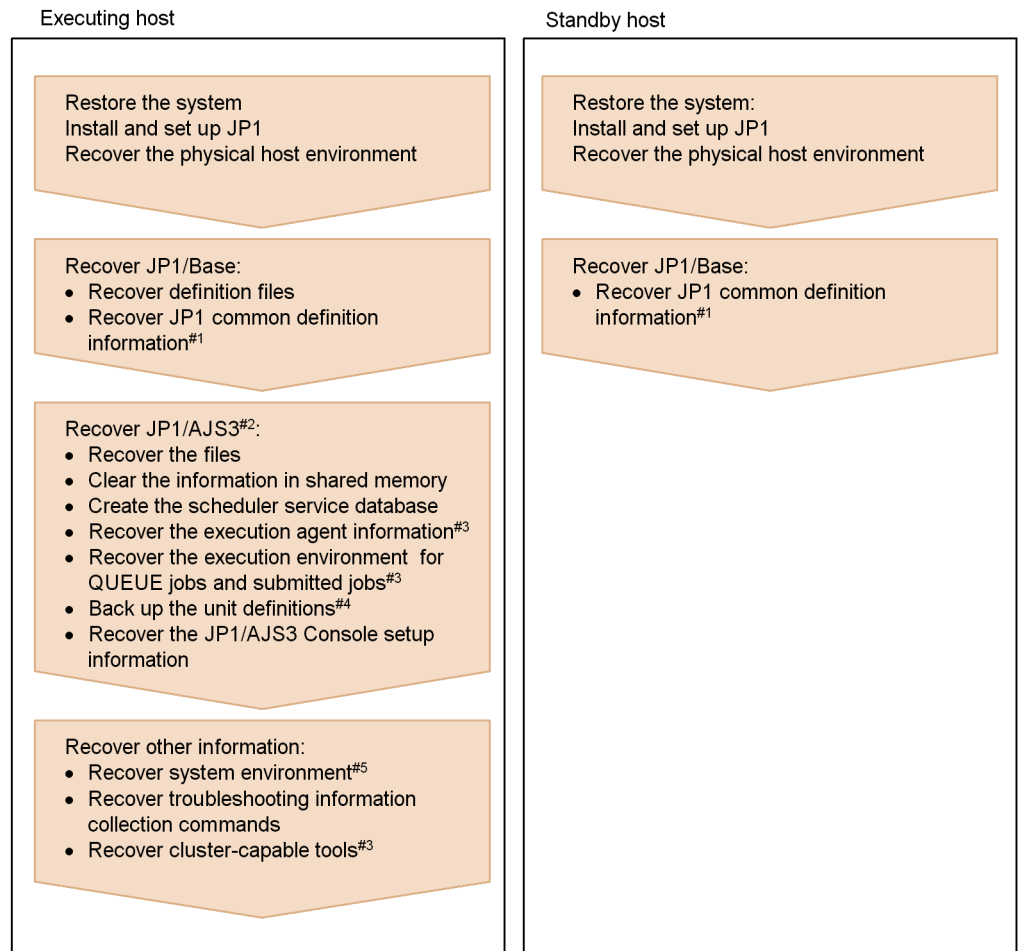 Executing host
Restore the system
Install and set up JP1
Recover the physical host environment
Recover JP1/Base:
• Recover definition files
• Recover JP1 common definition
information#1
Recover JP1/AJS3#2:
• Recover the files
• Clear the information in shared memory
• Create the scheduler service database
• Recover the execution agent information#3
• Recover the execution environment for
QUEUE jobs and submitted jobs#3
• Back up the unit definitions#4
• Recover the JP1/AJS3 Console setup
information
Recover other information:
• Recover system environment#5
• Recover troubleshooting information
collection commands
• Recover cluster-capable tools#3
Standby host
Restore the system:
Install and set up JP1
Recover the physical host environment
Recover JP1/Base:
• Recover JP1 common definition
information#1